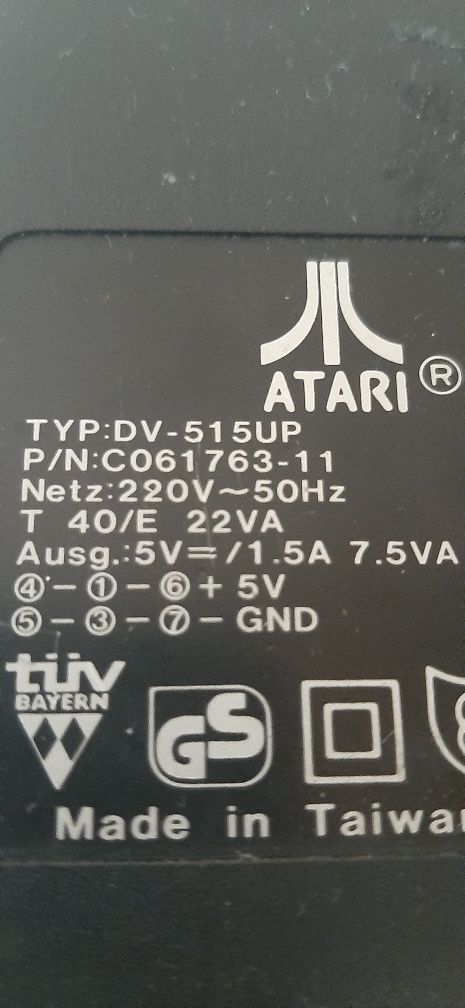 ATARI ®
TYP:DV-515UP
P/N:C061763-11
Netz:220V~50Hz
T 40/E 22VA
Ausg.:5V⎓/1.5A 7.5VA
④-①-⑥+ 5V
⑤-③-⑦- GND
tüv
BAYERN
GS
Made in Taiwa